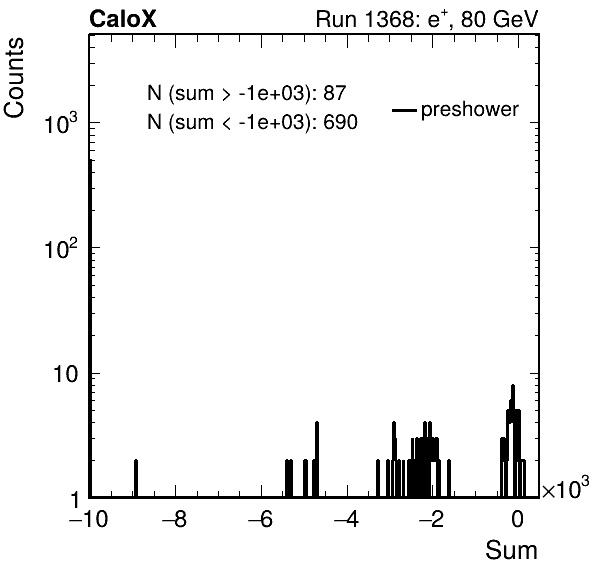 CaloX Run 1368: e⁺, 80 GeV
Counts
N (sum > -1e+03): 87
N (sum < -1e+03): 690
preshower
10³
10²
10
1
−10 −8 −6 −4 −2 0 ×10³
Sum